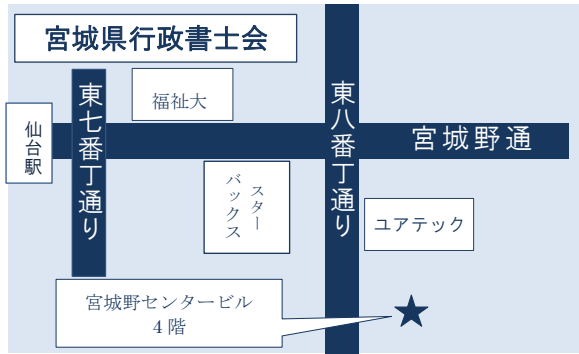 宮城県行政書士会
仙台駅
東七番丁通り
福祉大
東八番丁通り
宮城野通
スター
バックス
ユアテック
宮城野センタービル
4階